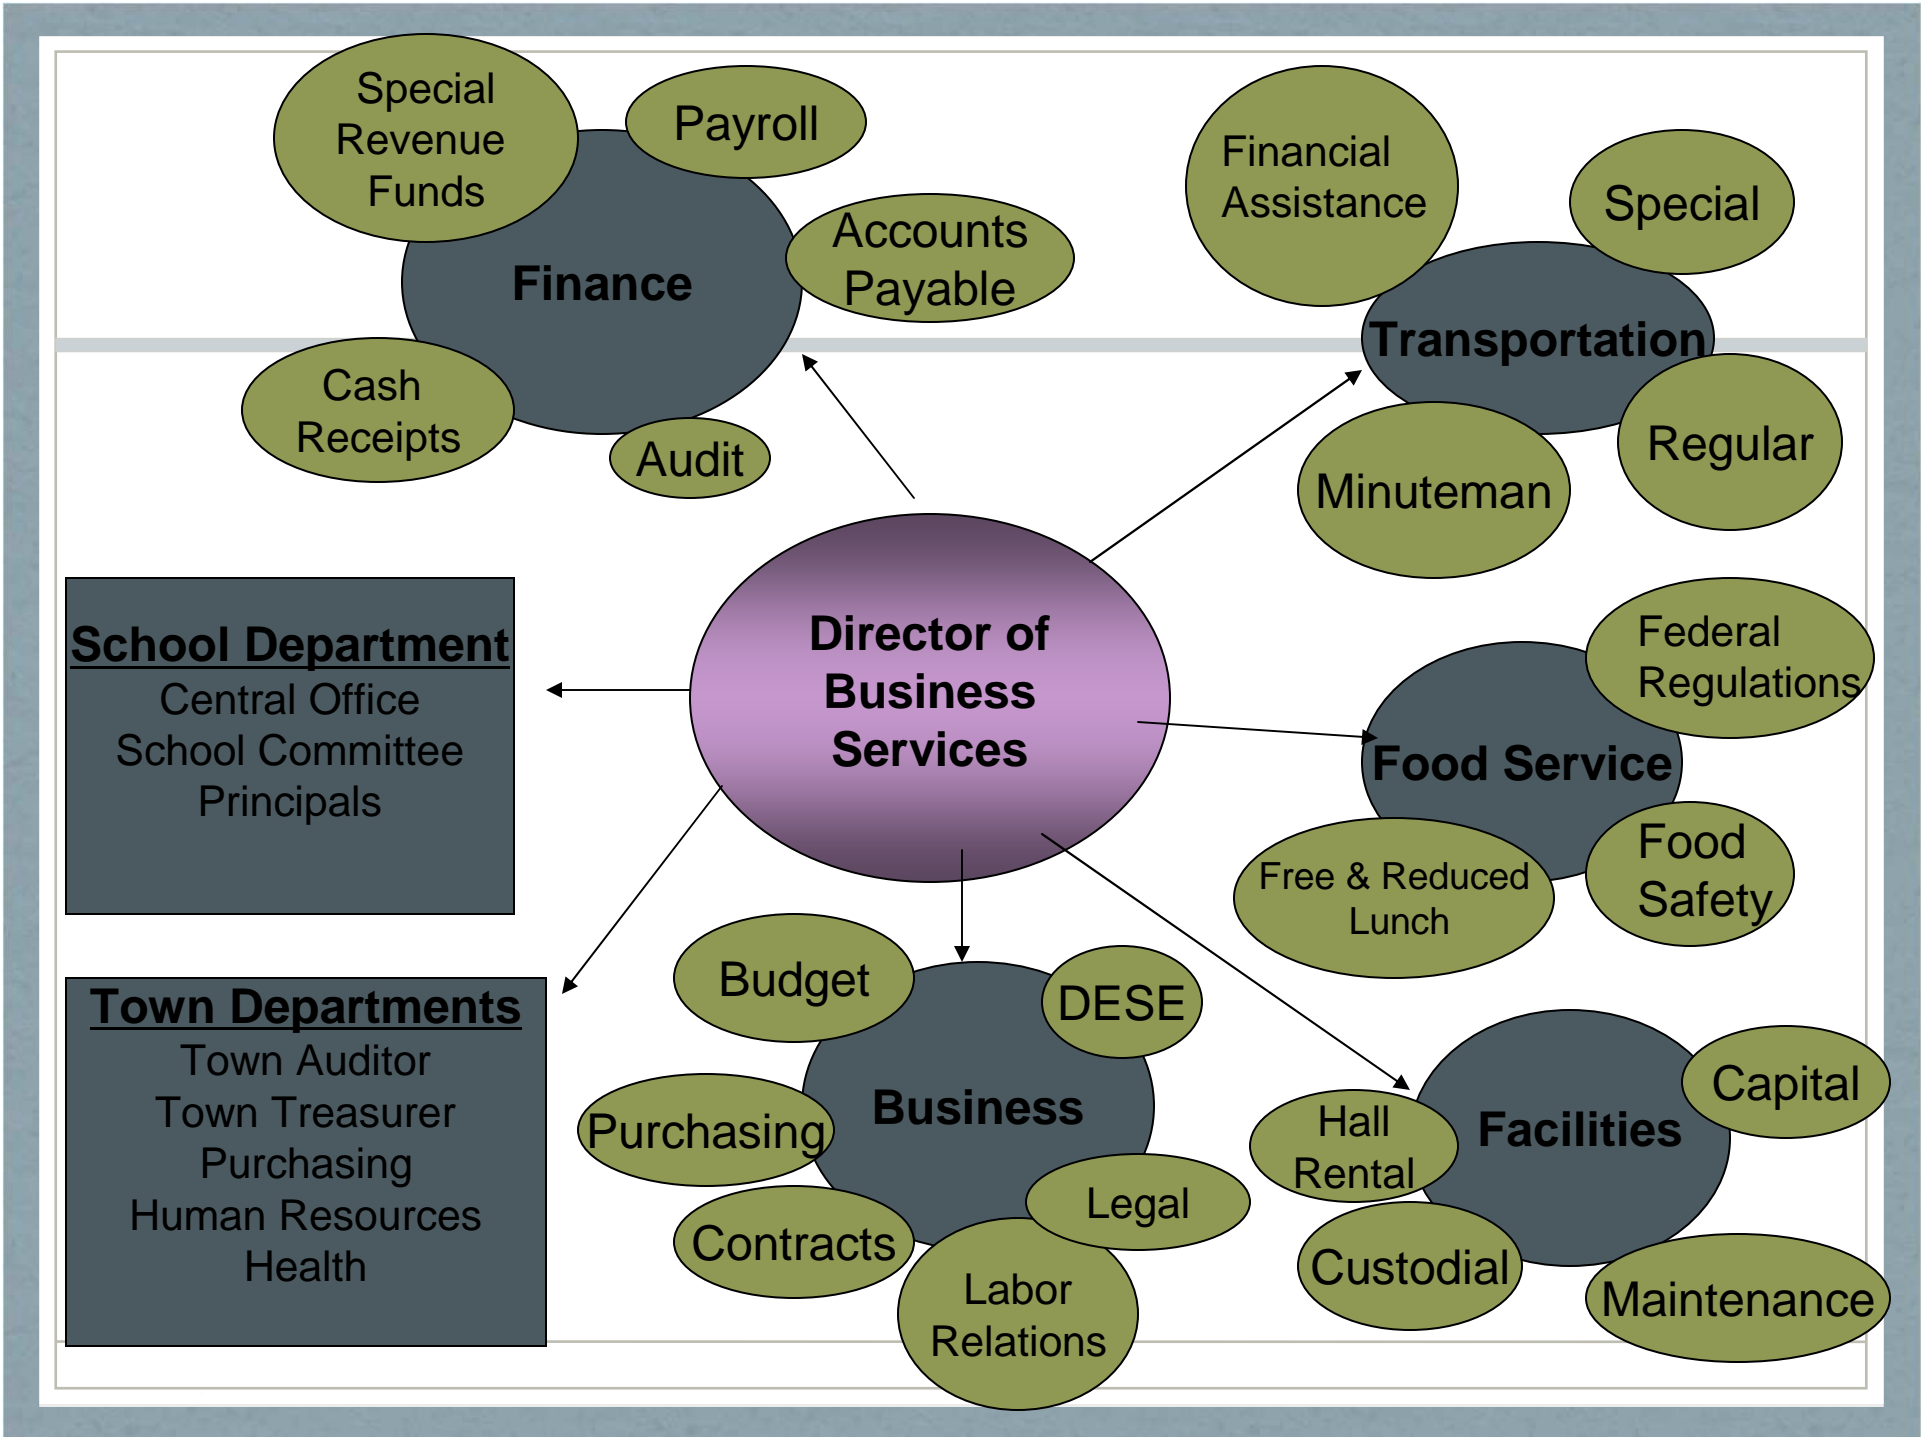 Special
Revenue
Funds
Payroll
Accounts
Payable
Finance
Cash
Receipts
Audit
Financial
Assistance
Special
Transportation
Regular
Minuteman
Director of
Business
Services
School Department
Central Office
School Committee
Principals
Federal
Regulations
Food Service
Free & Reduced
Lunch
Food
Safety
Town Departments
Town Auditor
Town Treasurer
Purchasing
Human Resources
Health
Budget
DESE
Business
Purchasing
Contracts
Legal
Labor
Relations
Hall
Rental
Facilities
Capital
Custodial
Maintenance